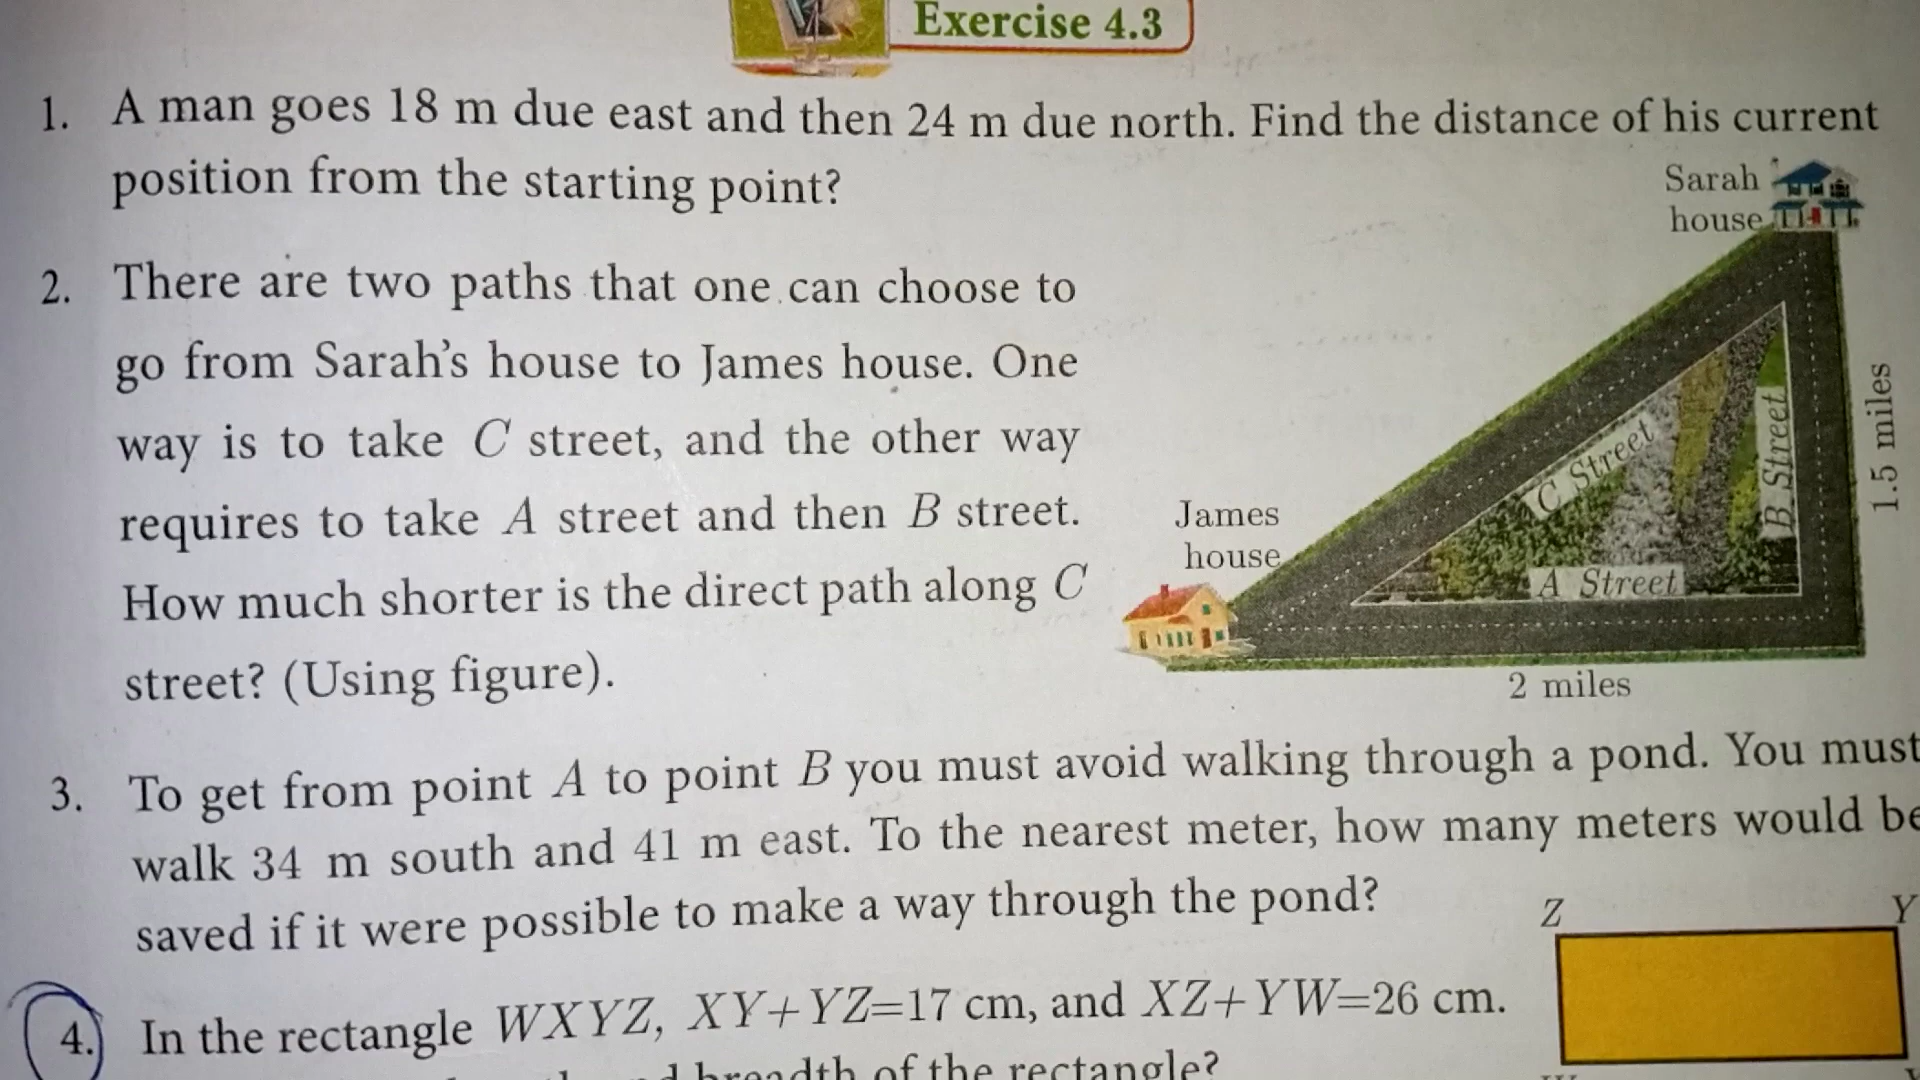 Exercise 4.3
1. A man goes 18 m due east and then 24 m due north. Find the distance of his current
position from the starting point?
Sarah
house
2. There are two paths that one can choose to
go from Sarah's house to James house. One
way is to take C street, and the other way
requires to take A street and then B street.
How much shorter is the direct path along C
street? (Using figure).
C Street
B Street
1.5 miles
James
house
A Street
2 miles
3. To get from point A to point B you must avoid walking through a pond. You must
walk 34 m south and 41 m east. To the nearest meter, how many meters would be
saved if it were possible to make a way through the pond?
Z Y
4. In the rectangle WXYZ, XY+YZ=17 cm, and XZ+YW=26 cm.
breadth of the rectangle?